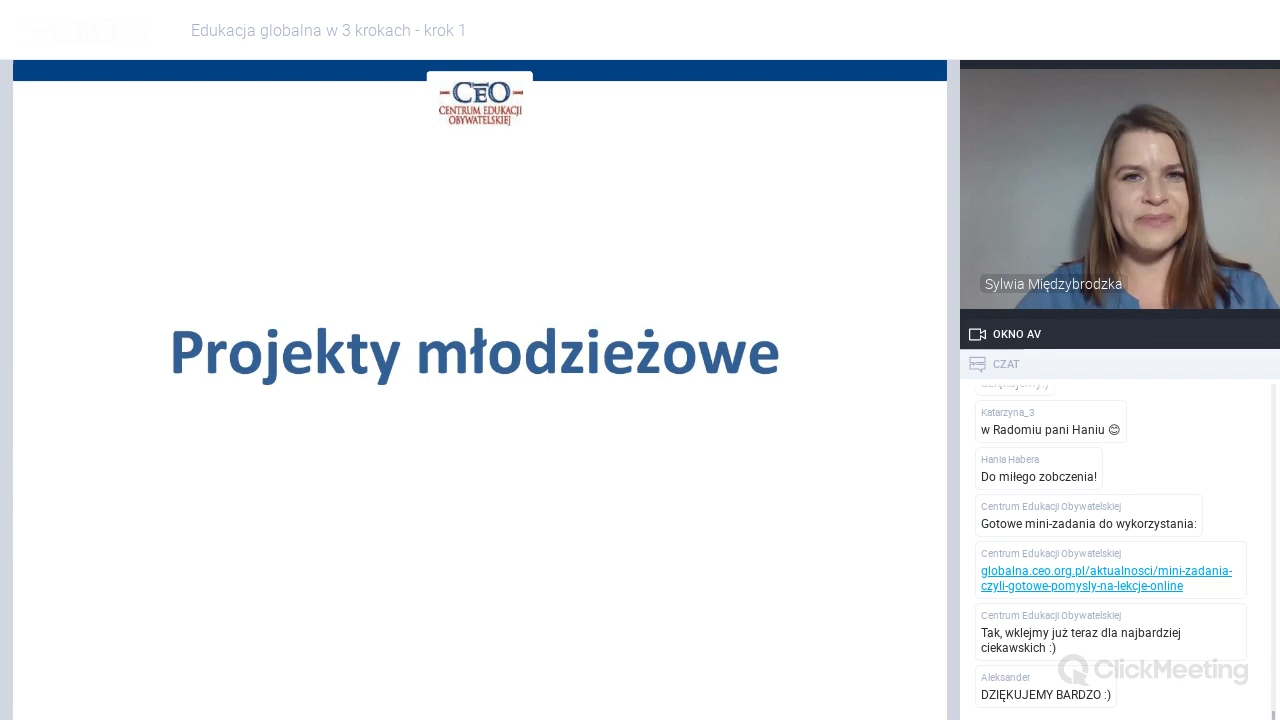 Edukacja globalna w 3 krokach - krok 1
CEO
CENTRUM EDUKACJI
OBYWATELSKIEJ
Projekty młodzieżowe
Sylwia Międzybrodzka
OKNO AV
CZAT
dziękujemy!:)
Katarzyna_3
w Radomiu pani Haniu 😊
Hania Habera
Do miłego zobczenia!
Centrum Edukacji Obywatelskiej
Gotowe mini-zadania do wykorzystania:
Centrum Edukacji Obywatelskiej
globalna.ceo.org.pl/aktualnosci/mini-zadania-
czyli-gotowe-pomysly-na-lekcje-online
Centrum Edukacji Obywatelskiej
Tak, wklejmy już teraz dla najbardziej
ciekawskich :)
ClickMeeting
Aleksander
DZIĘKUJEMY BARDZO :)